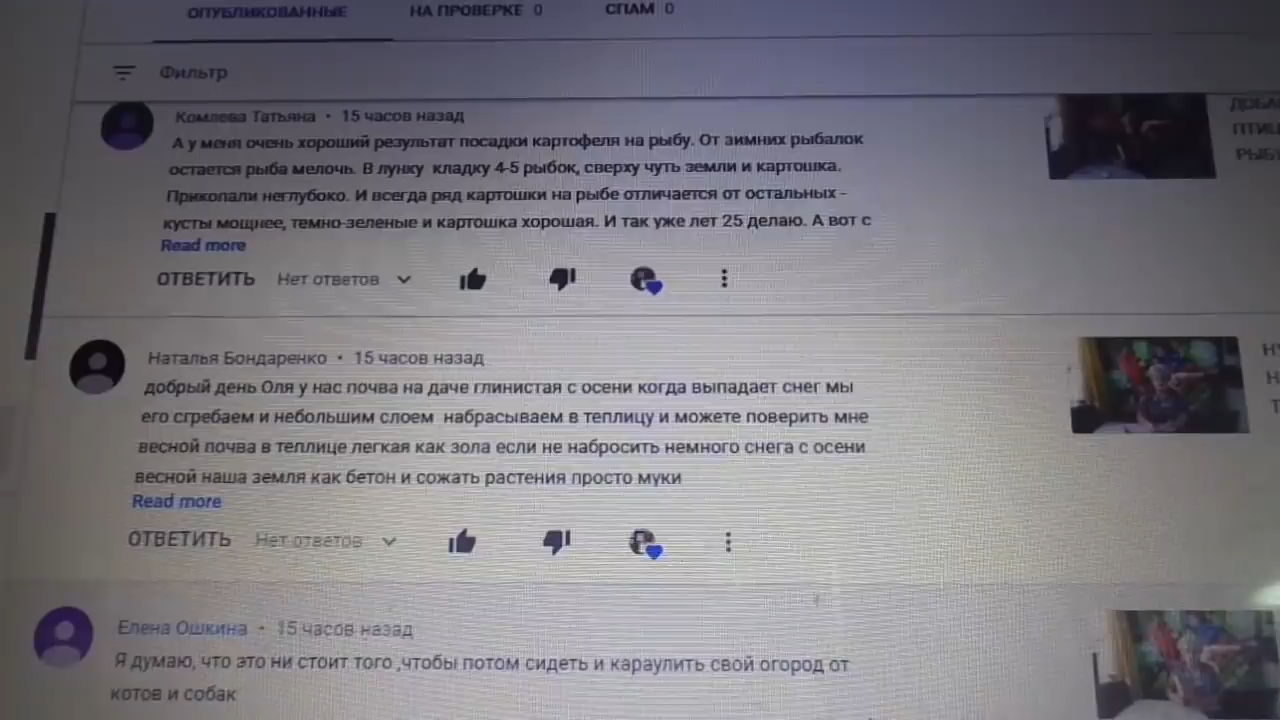 ОПУБЛИКОВАННЫЕ НА ПРОВЕРКЕ 0 СПАМ 0
Фильтр
Комлева Татьяна • 15 часов назад
А у меня очень хороший результат посадки картофеля на рыбу. От зимних рыбалок
остается рыба мелочь. В лунку кладку 4-5 рыбок, сверху чуть земли и картошка.
Прикопали неглубоко. И всегда ряд картошки на рыбе отличается от остальных -
кусты мощнее, темно-зеленые и картошка хорошая. И так уже лет 25 делаю. А вот с
Read more
ОТВЕТИТЬ Нет ответов
Наталья Бондаренко • 15 часов назад
добрый день Оля у нас почва на даче глинистая с осени когда выпадает снег мы
его сгребаем и небольшим слоем набрасываем в теплицу и можете поверить мне
весной почва в теплице легкая как зола если не набросить немного снега с осени
весной наша земля как бетон и сожать растения просто муки
Read more
ОТВЕТИТЬ Нет ответов
Елена Ошкина • 15 часов назад
Я думаю, что это ни стоит того ,чтобы потом сидеть и караулить свой огород от
котов и собак